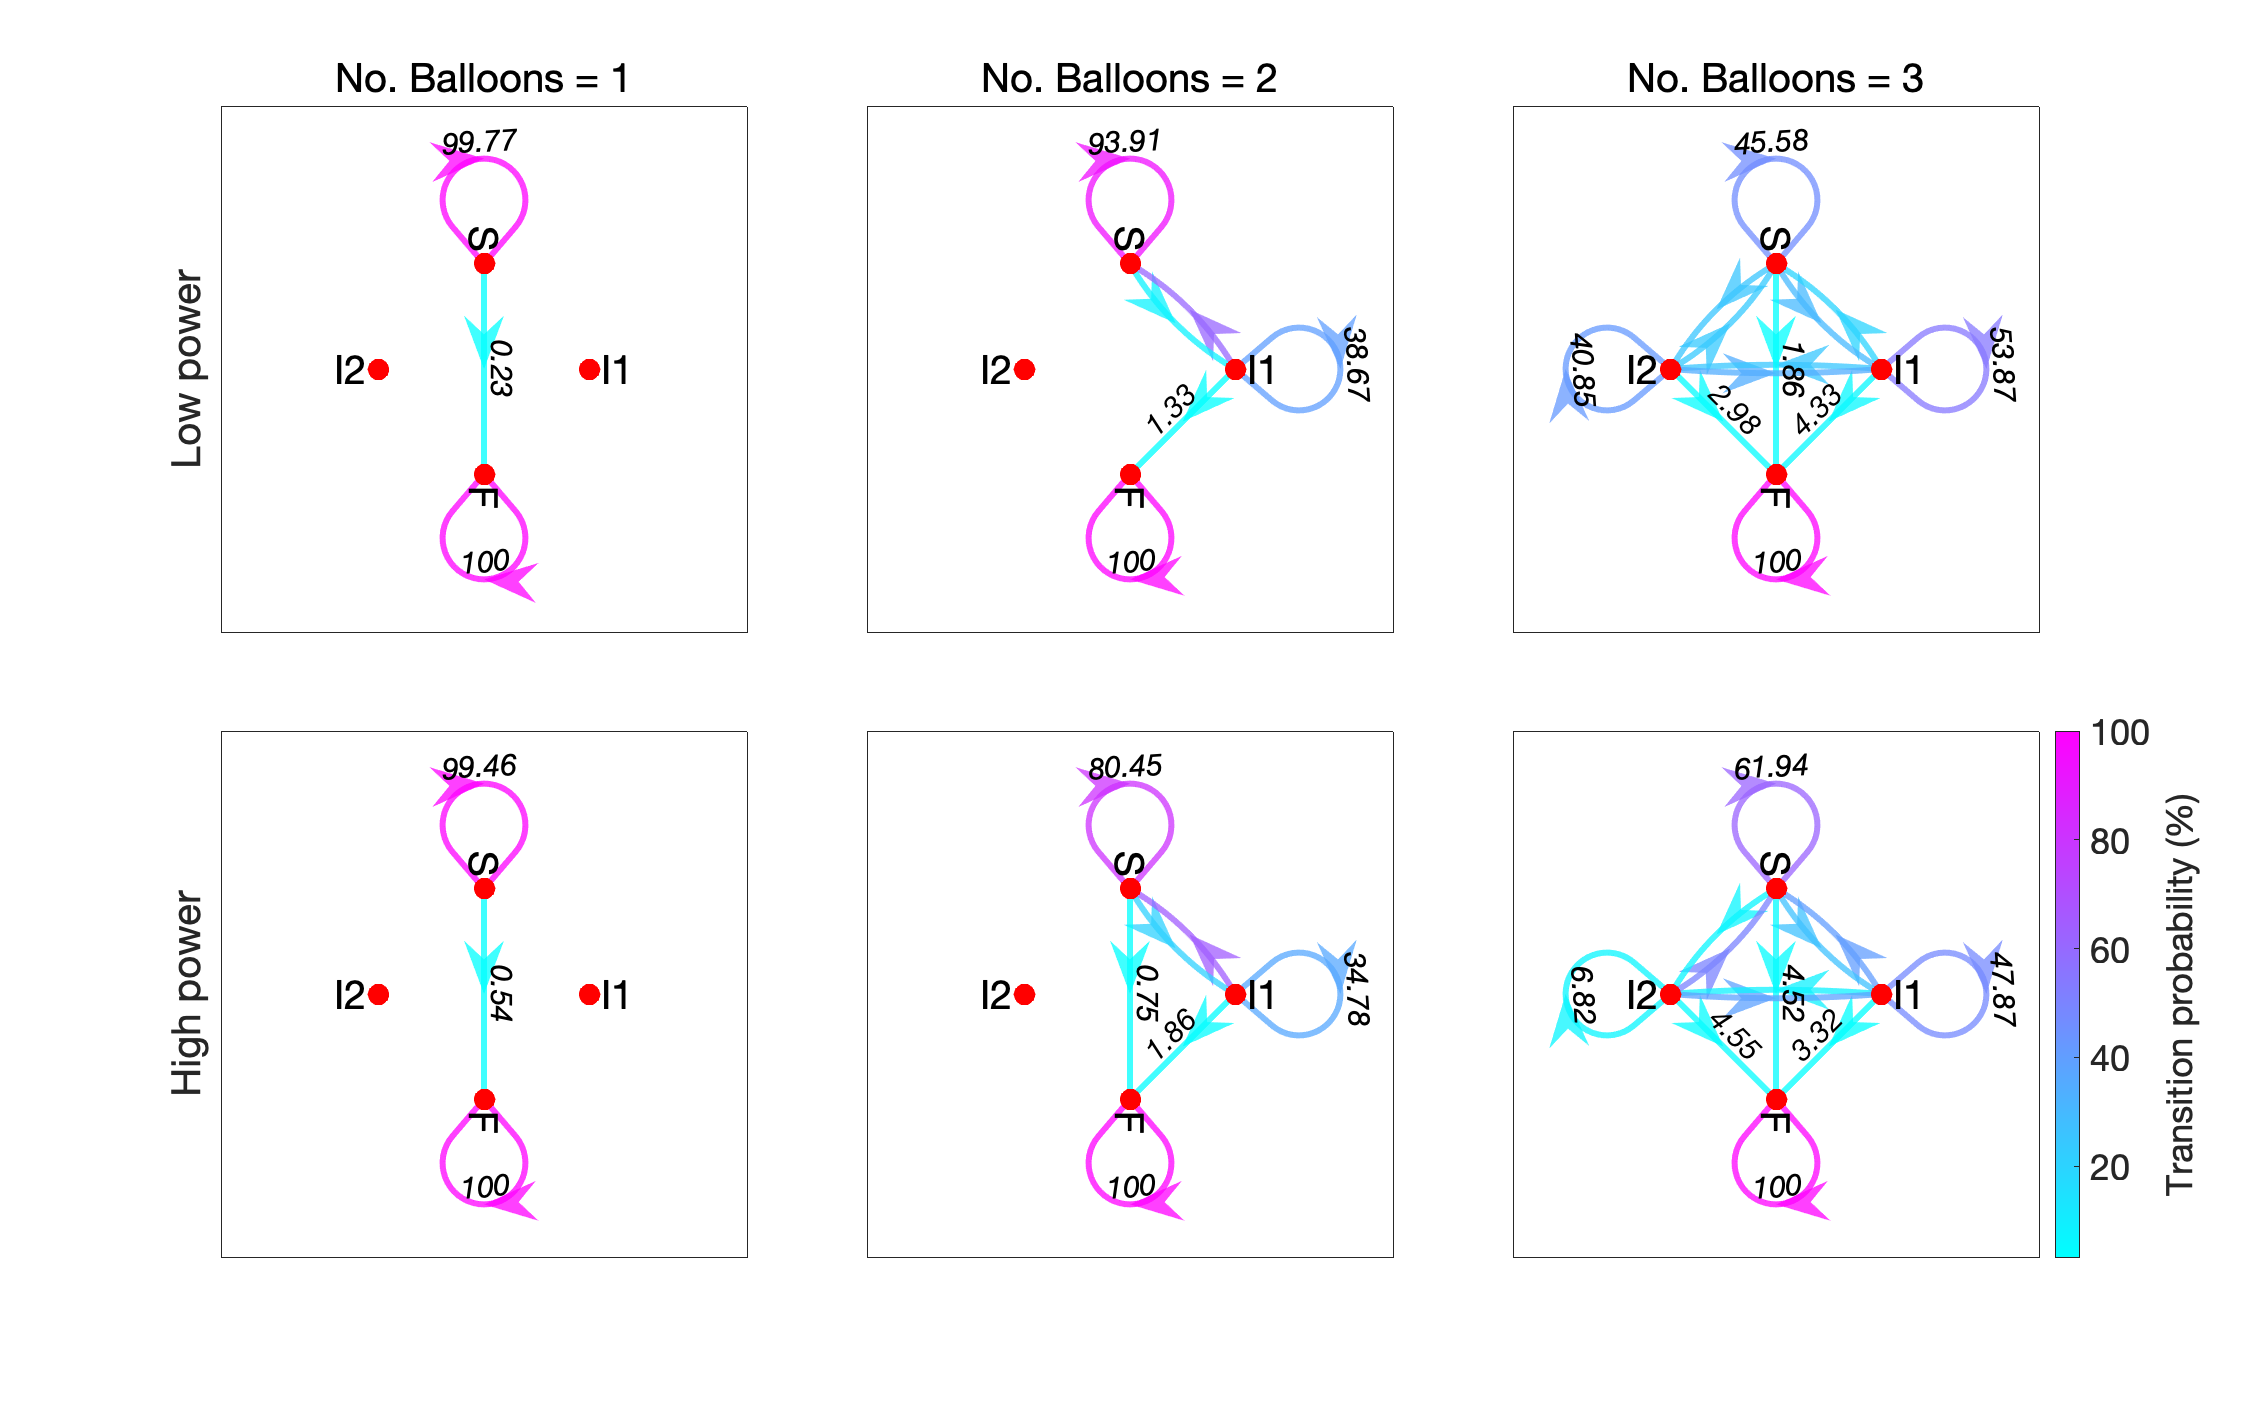 No. Balloons = 1
No. Balloons = 2
No. Balloons = 3
Low power
99.77
S
0.23
I2
I1
F
100
93.91
S
I2
I1
38.67
1.33
F
100
45.58
S
40.85
I2
1.86
I1
53.87
2.98
4.33
F
100
High power
99.46
S
0.54
I2
I1
F
100
80.45
S
0.75
I2
I1
34.78
1.86
F
100
61.94
S
6.82
I2
4.52
I1
47.87
4.55
3.32
F
100
100
80
60
40
20
Transition probability (%)